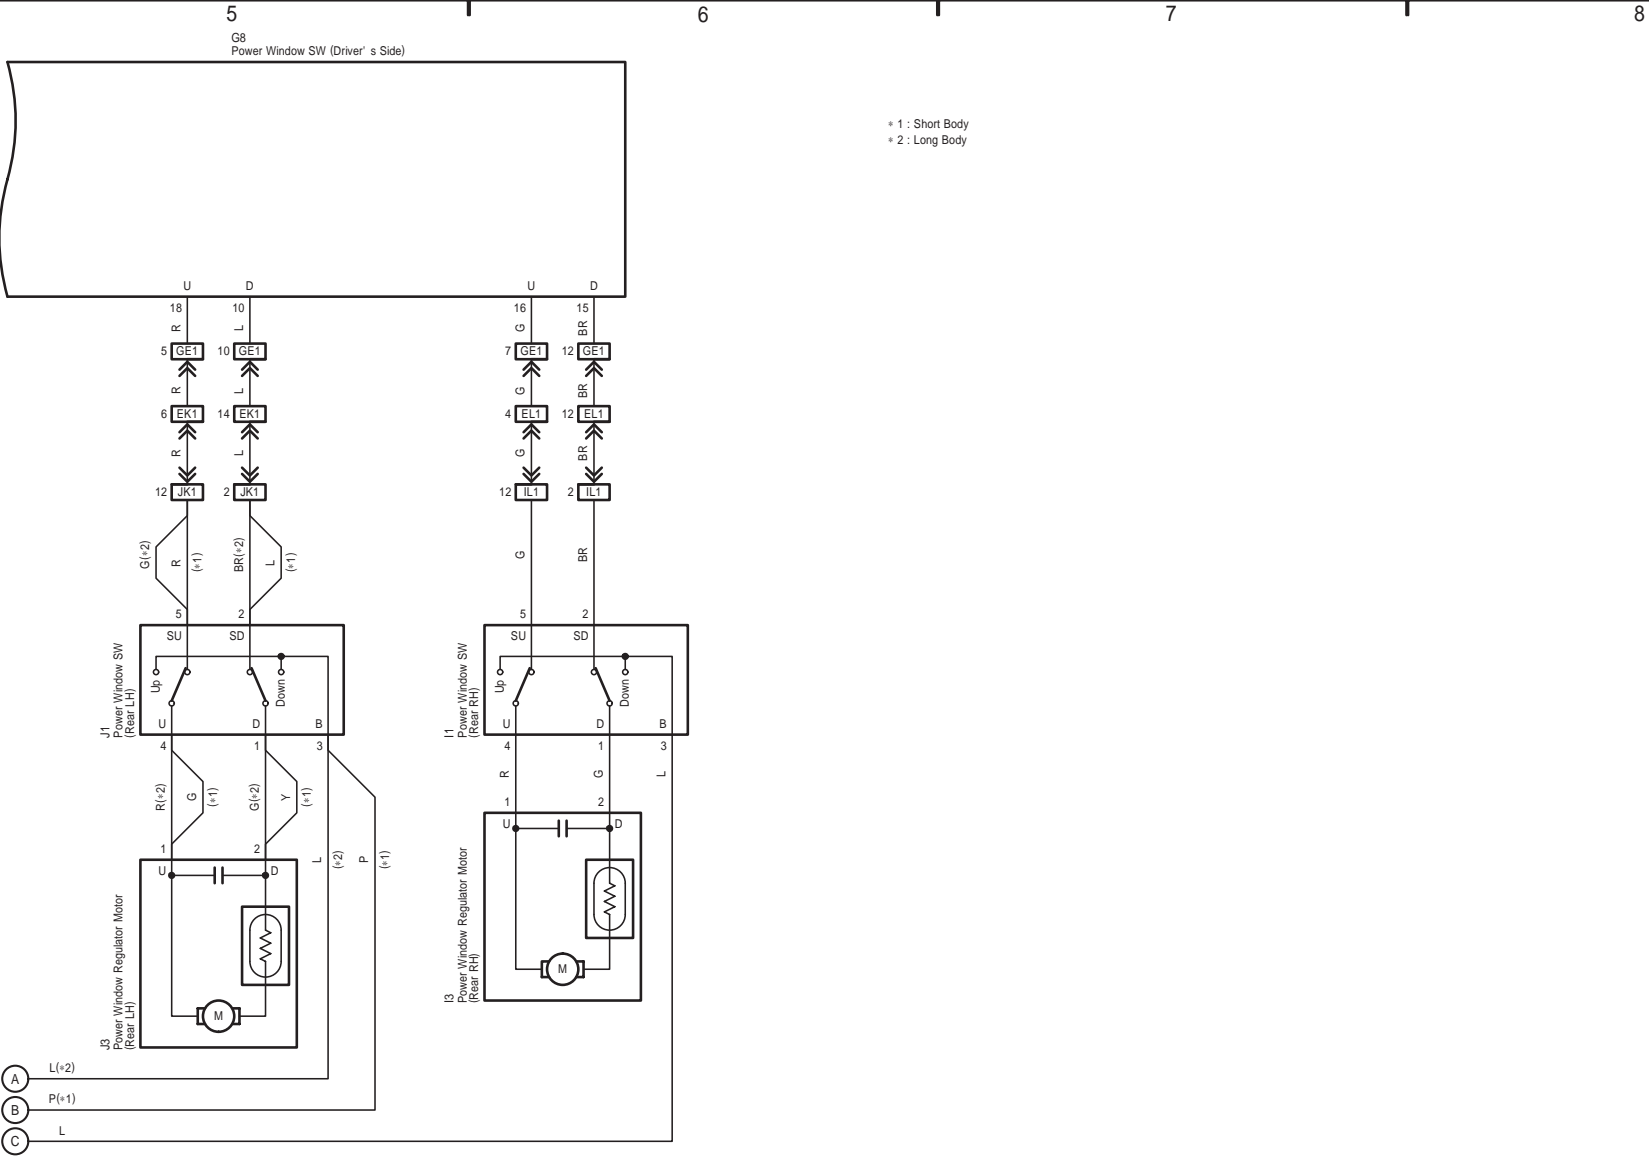 5 6 7 8
G8
Power Window SW (Driver' s Side)
* 1 : Short Body
* 2 : Long Body
U D U D
18 10 16 15
R L G BR
5 GE1 10 GE1 7 GE1 12 GE1
R L G BR
6 EK1 14 EK1 4 EL1 12 EL1
R L G BR
12 JK1 2 JK1 12 IL1 2 IL1
G(*2) R (*1) BR(*2) L (*1) G BR
5 2 5 2
SU SD SU SD
Up Down Up Down
J1
Power Window SW
(Rear LH)
I1
Power Window SW
(Rear RH)
U D B U D B
4 1 3 4 1 3
R(*2) G (*1) G(*2) Y (*1) R G L
1 2
U D
1 2
U D
L (*2) P (*1)
M
M
J3
Power Window Regulator Motor
(Rear LH)
I3
Power Window Regulator Motor
(Rear RH)
A L(*2)
B P(*1)
C L